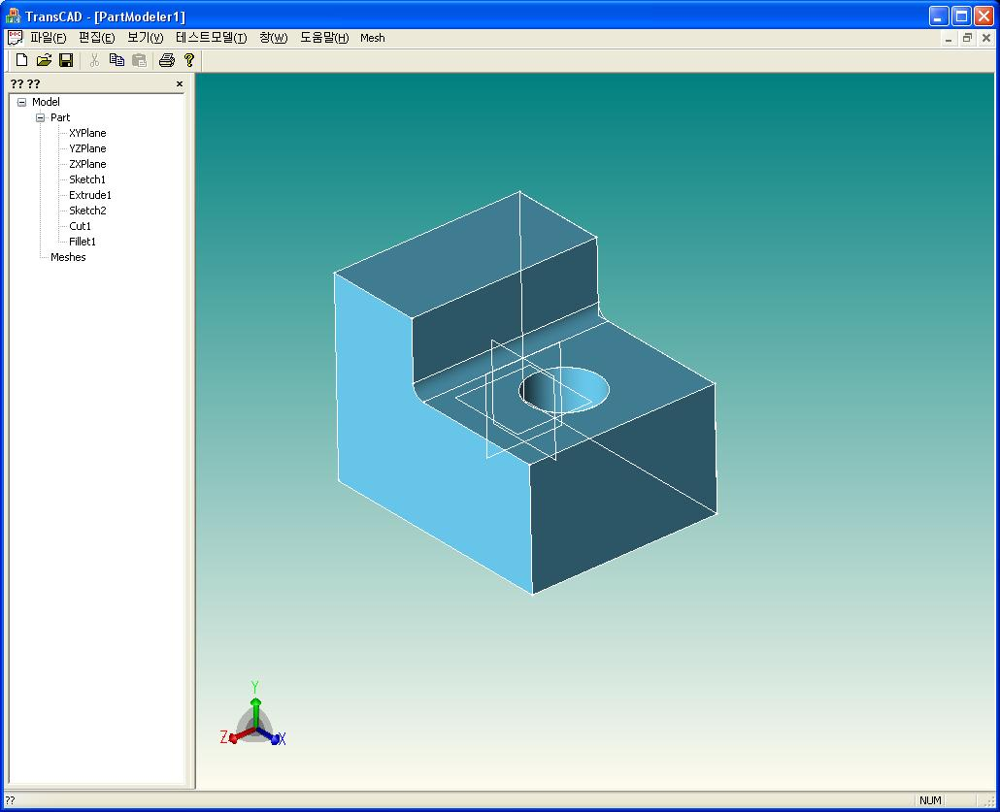 TransCAD - [PartModeler1]
파일(F) 편집(E) 보기(V) 테스트모델(T) 창(W) 도움말(H) Mesh
?? ??
Model
Part
XYPlane
YZPlane
ZXPlane
Sketch1
Extrude1
Sketch2
Cut1
Fillet1
Meshes
Y
Z X
?? NUM